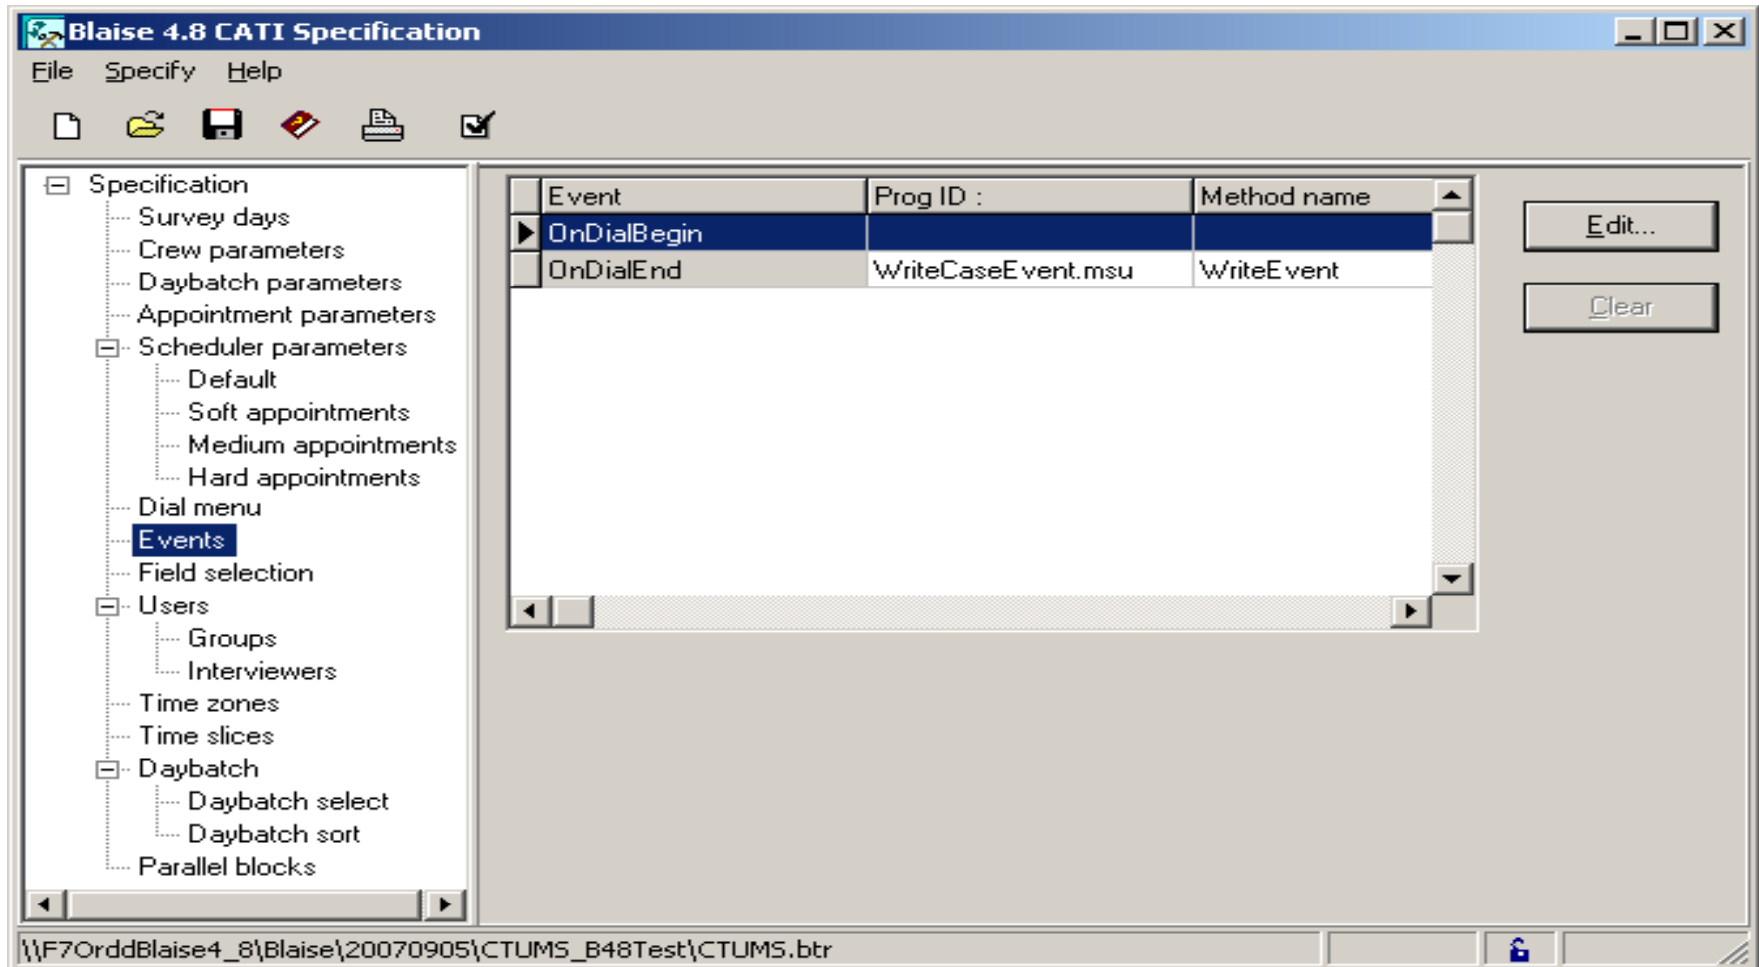 Blaise 4.8 CATI Specification
File Specify Help
Specification
Survey days
Crew parameters
Daybatch parameters
Appointment parameters
Scheduler parameters
Default
Soft appointments
Medium appointments
Hard appointments
Dial menu
Events
Field selection
Users
Groups
Interviewers
Time zones
Time slices
Daybatch
Daybatch select
Daybatch sort
Parallel blocks
Event Prog ID : Method name
OnDialBegin
OnDialEnd WriteCaseEvent.msu WriteEvent
Edit...
Clear
\\F7OrddBlaise4_8\Blaise\20070905\CTUMS_B48Test\CTUMS.btr